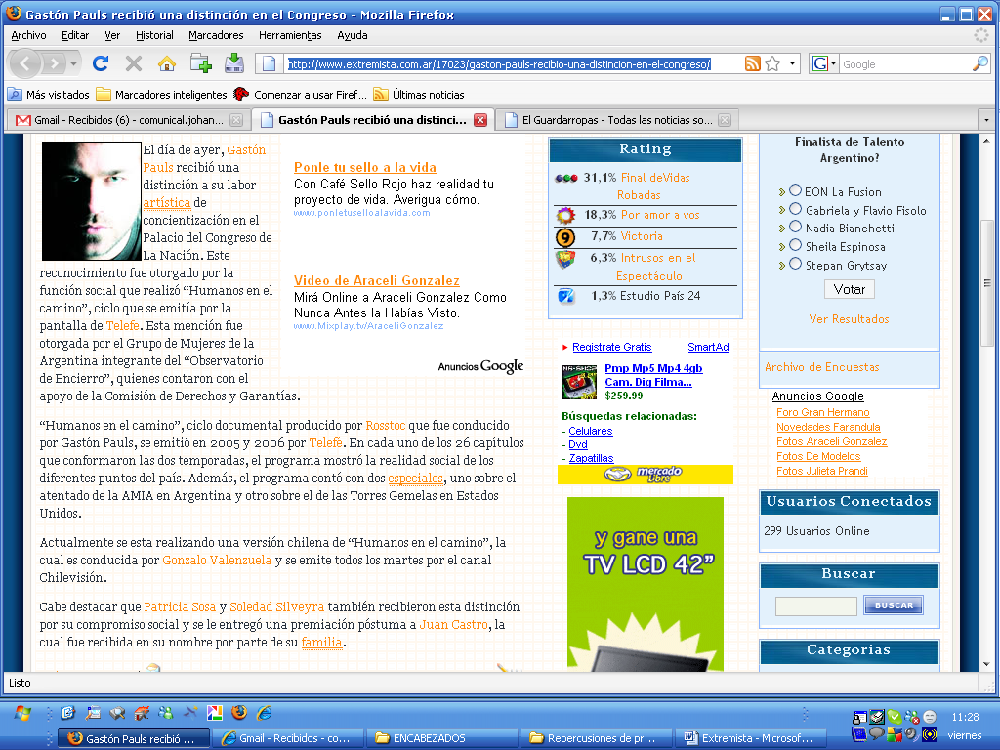 Gastón Pauls recibió una distinción en el Congreso - Mozilla Firefox
Archivo Editar Ver Historial Marcadores Herramientas Ayuda
http://www.extremista.com.ar/17023/gaston-pauls-recibio-una-distincion-en-el-congreso/
G Google
Más visitados Marcadores inteligentes Comenzar a usar Firef... Últimas noticias
Gmail - Recibidos (6) - comunical.johan... Gastón Pauls recibió una distinci... El Guardarropas - Todas las noticias so...
El día de ayer, Gastón
Pauls recibió una
distinción a su labor
artística de
concientización en el
Palacio del Congreso de
La Nación. Este
reconocimiento fue otorgado por la
función social que realizó “Humanos en el
camino”, ciclo que se emitía por la
pantalla de Telefe. Esta mención fue
otorgada por el Grupo de Mujeres de la
Argentina integrante del “Observatorio
de Encierro”, quienes contaron con el
apoyo de la Comisión de Derechos y Garantías.
Ponle tu sello a la vida
Con Café Sello Rojo haz realidad tu
proyecto de vida. Averigua cómo.
www.ponletuselloalavida.com
Video de Araceli Gonzalez
Mirá Online a Araceli Gonzalez Como
Nunca Antes la Habías Visto.
www.Mixplay.tv/AraceliGonzalez
Anuncios Google
“Humanos en el camino”, ciclo documental producido por Rosstoc que fue conducido
por Gastón Pauls, se emitió en 2005 y 2006 por Telefé. En cada uno de los 26 capítulos
que conformaron las dos temporadas, el programa mostró la realidad social de los
diferentes puntos del país. Además, el programa contó con dos especiales, uno sobre el
atentado de la AMIA en Argentina y otro sobre el de las Torres Gemelas en Estados
Unidos.
Actualmente se esta realizando una versión chilena de “Humanos en el camino”, la
cual es conducida por Gonzalo Valenzuela y se emite todos los martes por el canal
Chilevisión.
Cabe destacar que Patricia Sosa y Soledad Silveyra también recibieron esta distinción
por su compromiso social y se le entregó una premiación póstuma a Juan Castro, la
cual fue recibida en su nombre por parte de su familia.
Rating
31,1% Final deVidas
Robadas
18,3% Por amor a vos
9 7,7% Victoria
6,3% Intrusos en el
Espectáculo
1,3% Estudio País 24
Registrate Gratis SmartAd
Pmp Mp5 Mp4 4gb
Cam. Dig Filma...
$259.99
Búsquedas relacionadas:
- Celulares
- Dvd
- Zapatillas
mercado
Libre
y gane una
TV LCD 42”
Finalista de Talento
Argentino?
EON La Fusion
Gabriela y Flavio Fisolo
Nadia Bianchetti
Sheila Espinosa
Stepan Grytsay
Votar
Ver Resultados
Archivo de Encuestas
Anuncios Google
Foro Gran Hermano
Novedades Farandula
Fotos Araceli Gonzalez
Fotos De Modelos
Fotos Julieta Prandi
Usuarios Conectados
299 Usuarios Online
Buscar
BUSCAR
Categorias
Listo
Gastón Pauls recibió ... Gmail - Recibidos - co... ENCABEZADOS Repercusiones de pr... Extremista - Microsof...
11:28
viernes